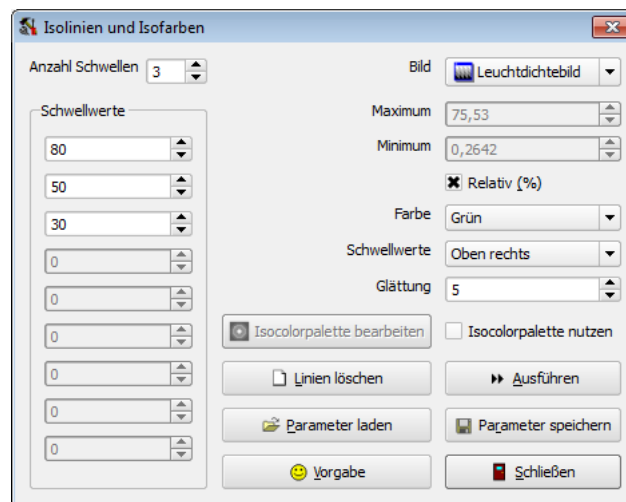 Isolinien und Isofarben
Anzahl Schwellen 3
Schwellwerte
80
50
30
0
0
0
0
0
0
Bild Leuchtdichtebild
Maximum 75,53
Minimum 0,2642
Relativ (%)
Farbe Grün
Schwellwerte Oben rechts
Glättung 5
Isocolorpalette bearbeiten Isocolorpalette nutzen
Linien löschen Ausführen
Parameter laden Parameter speichern
Vorgabe Schließen